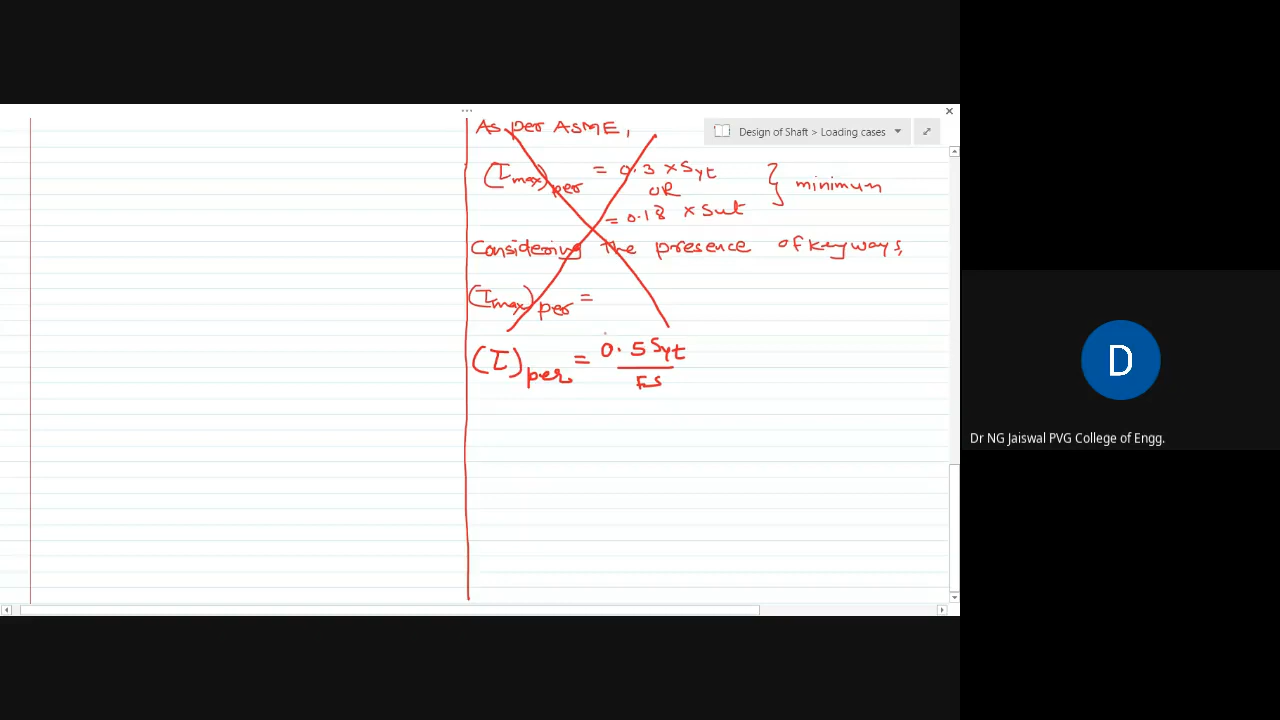 As per ASME,
Design of Shaft > Loading cases
(τmax)per = 0.3 × Syt
OR
= 0.18 × Sut
} minimum
Considering the presence of keyways,
(τmax)per =
(τ)per = 0.5 Syt
FS
D
Dr NG Jaiswal PVG College of Engg.